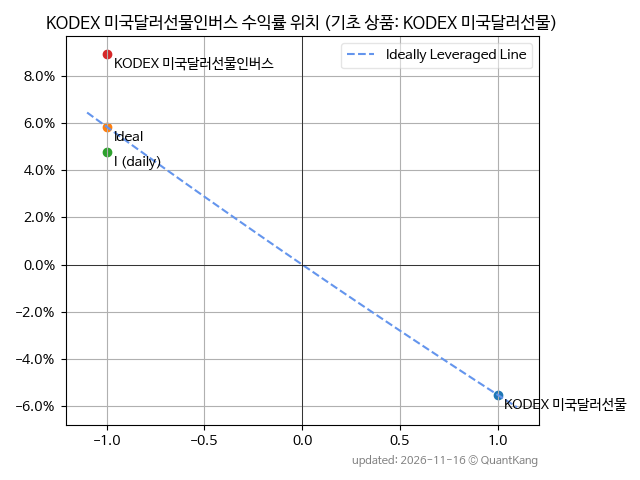 KODEX 미국달러선물인버스 수익률 위치 (기초 상품: KODEX 미국달러선물)
Ideally Leveraged Line
KODEX 미국달러선물인버스
Ideal
I (daily)
KODEX 미국달러선물
8.0%
6.0%
4.0%
2.0%
0.0%
−2.0%
−4.0%
−6.0%
−1.0
−0.5
0.0
0.5
1.0
updated: 2026-11-16 © QuantKang